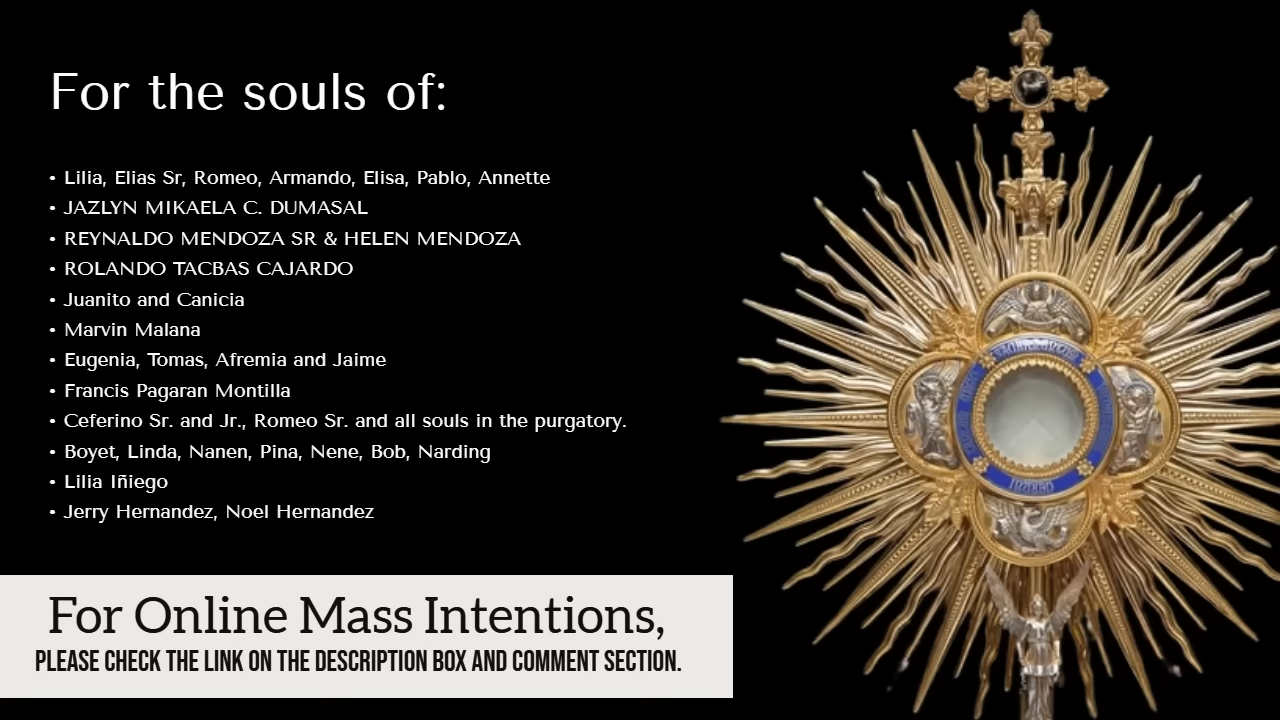 For the souls of:
• Lilia, Elias Sr, Romeo, Armando, Elisa, Pablo, Annette
• JAZLYN MIKAELA C. DUMASAL
• REYNALDO MENDOZA SR & HELEN MENDOZA
• ROLANDO TACBAS CAJARDO
• Juanito and Canicia
• Marvin Malana
• Eugenia, Tomas, Afremia and Jaime
• Francis Pagaran Montilla
• Ceferino Sr. and Jr., Romeo Sr. and all souls in the purgatory.
• Boyet, Linda, Nanen, Pina, Nene, Bob, Narding
• Lilia Iñiego
• Jerry Hernandez, Noel Hernandez
For Online Mass Intentions,
PLEASE CHECK THE LINK ON THE DESCRIPTION BOX AND COMMENT SECTION.